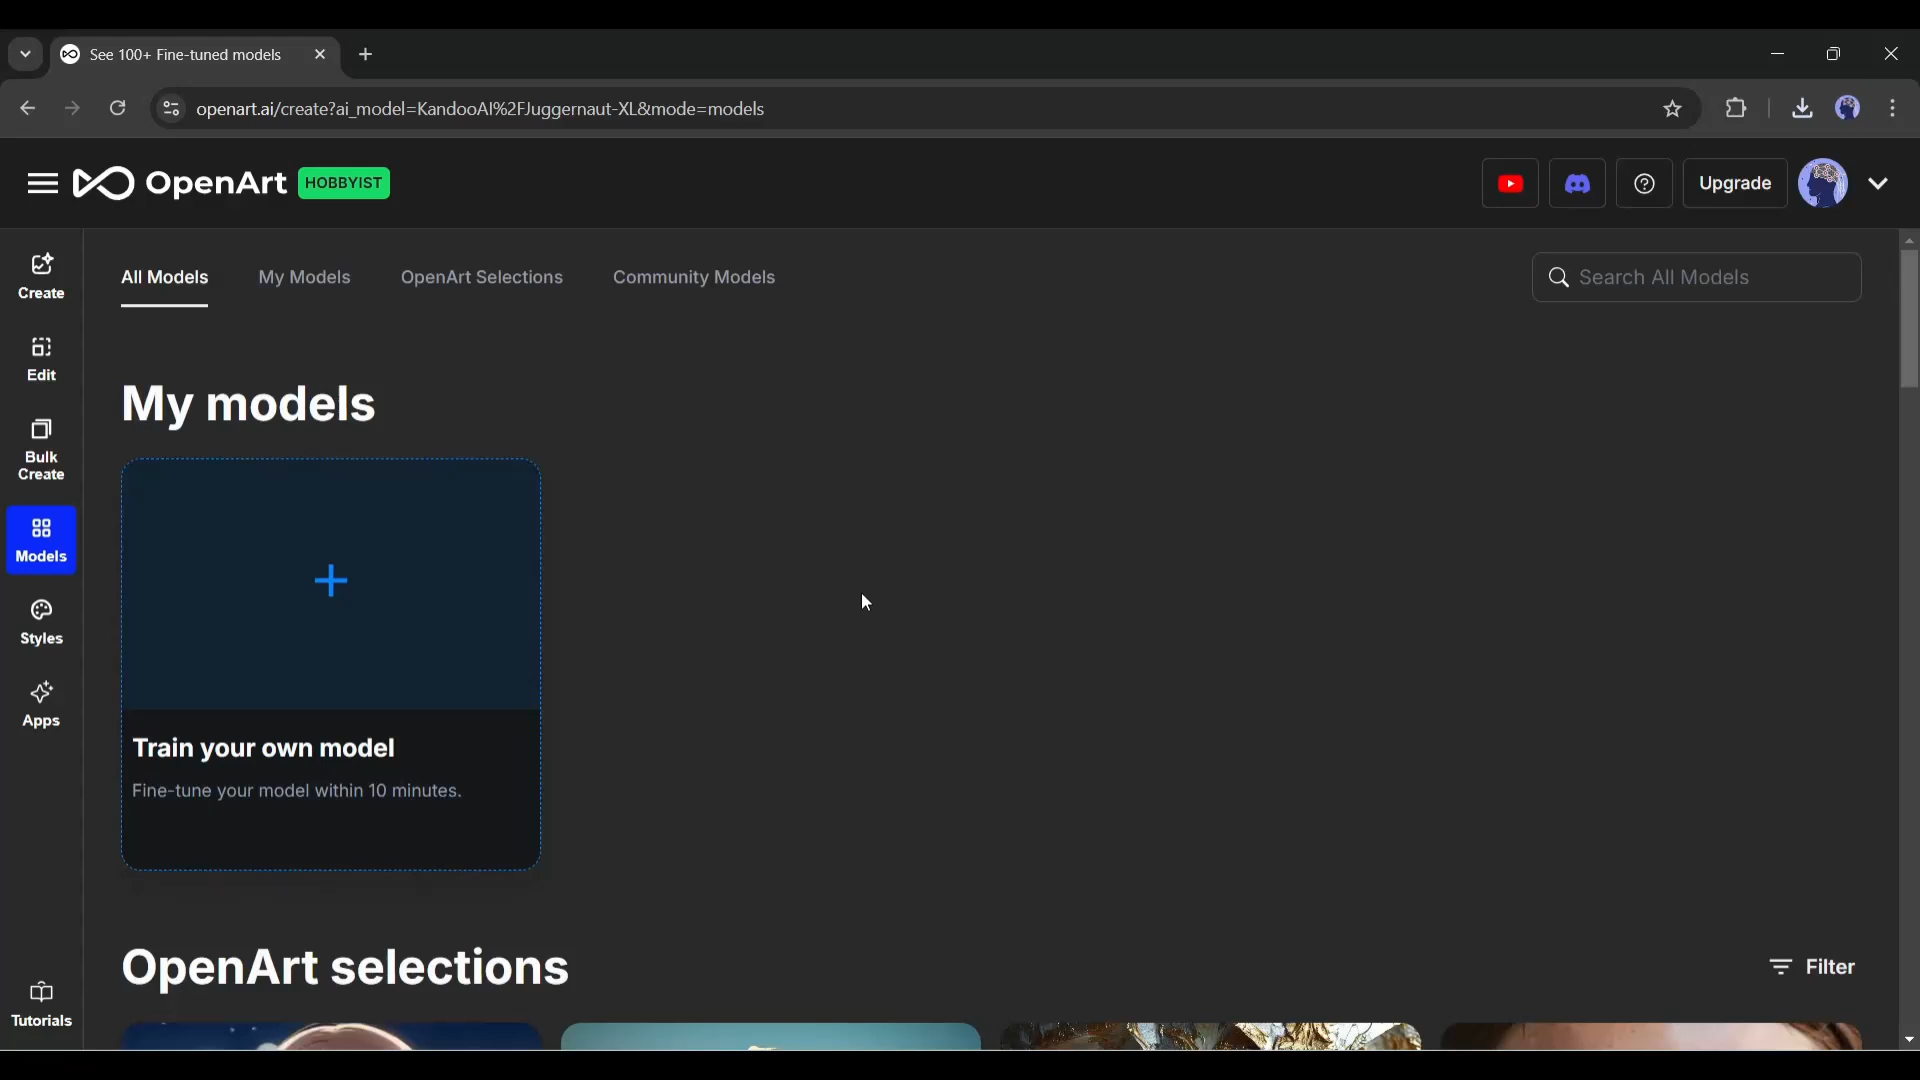 See 100+ Fine-tuned models
openart.ai/create?ai_model=KandooAI%2FJuggernaut-XL&mode=models
OpenArt HOBBYIST
Upgrade
Create
Edit
Bulk
Create
Models
Styles
Apps
Tutorials
All Models My Models OpenArt Selections Community Models
Search All Models
My models
Train your own model
Fine-tune your model within 10 minutes.
OpenArt selections
Filter